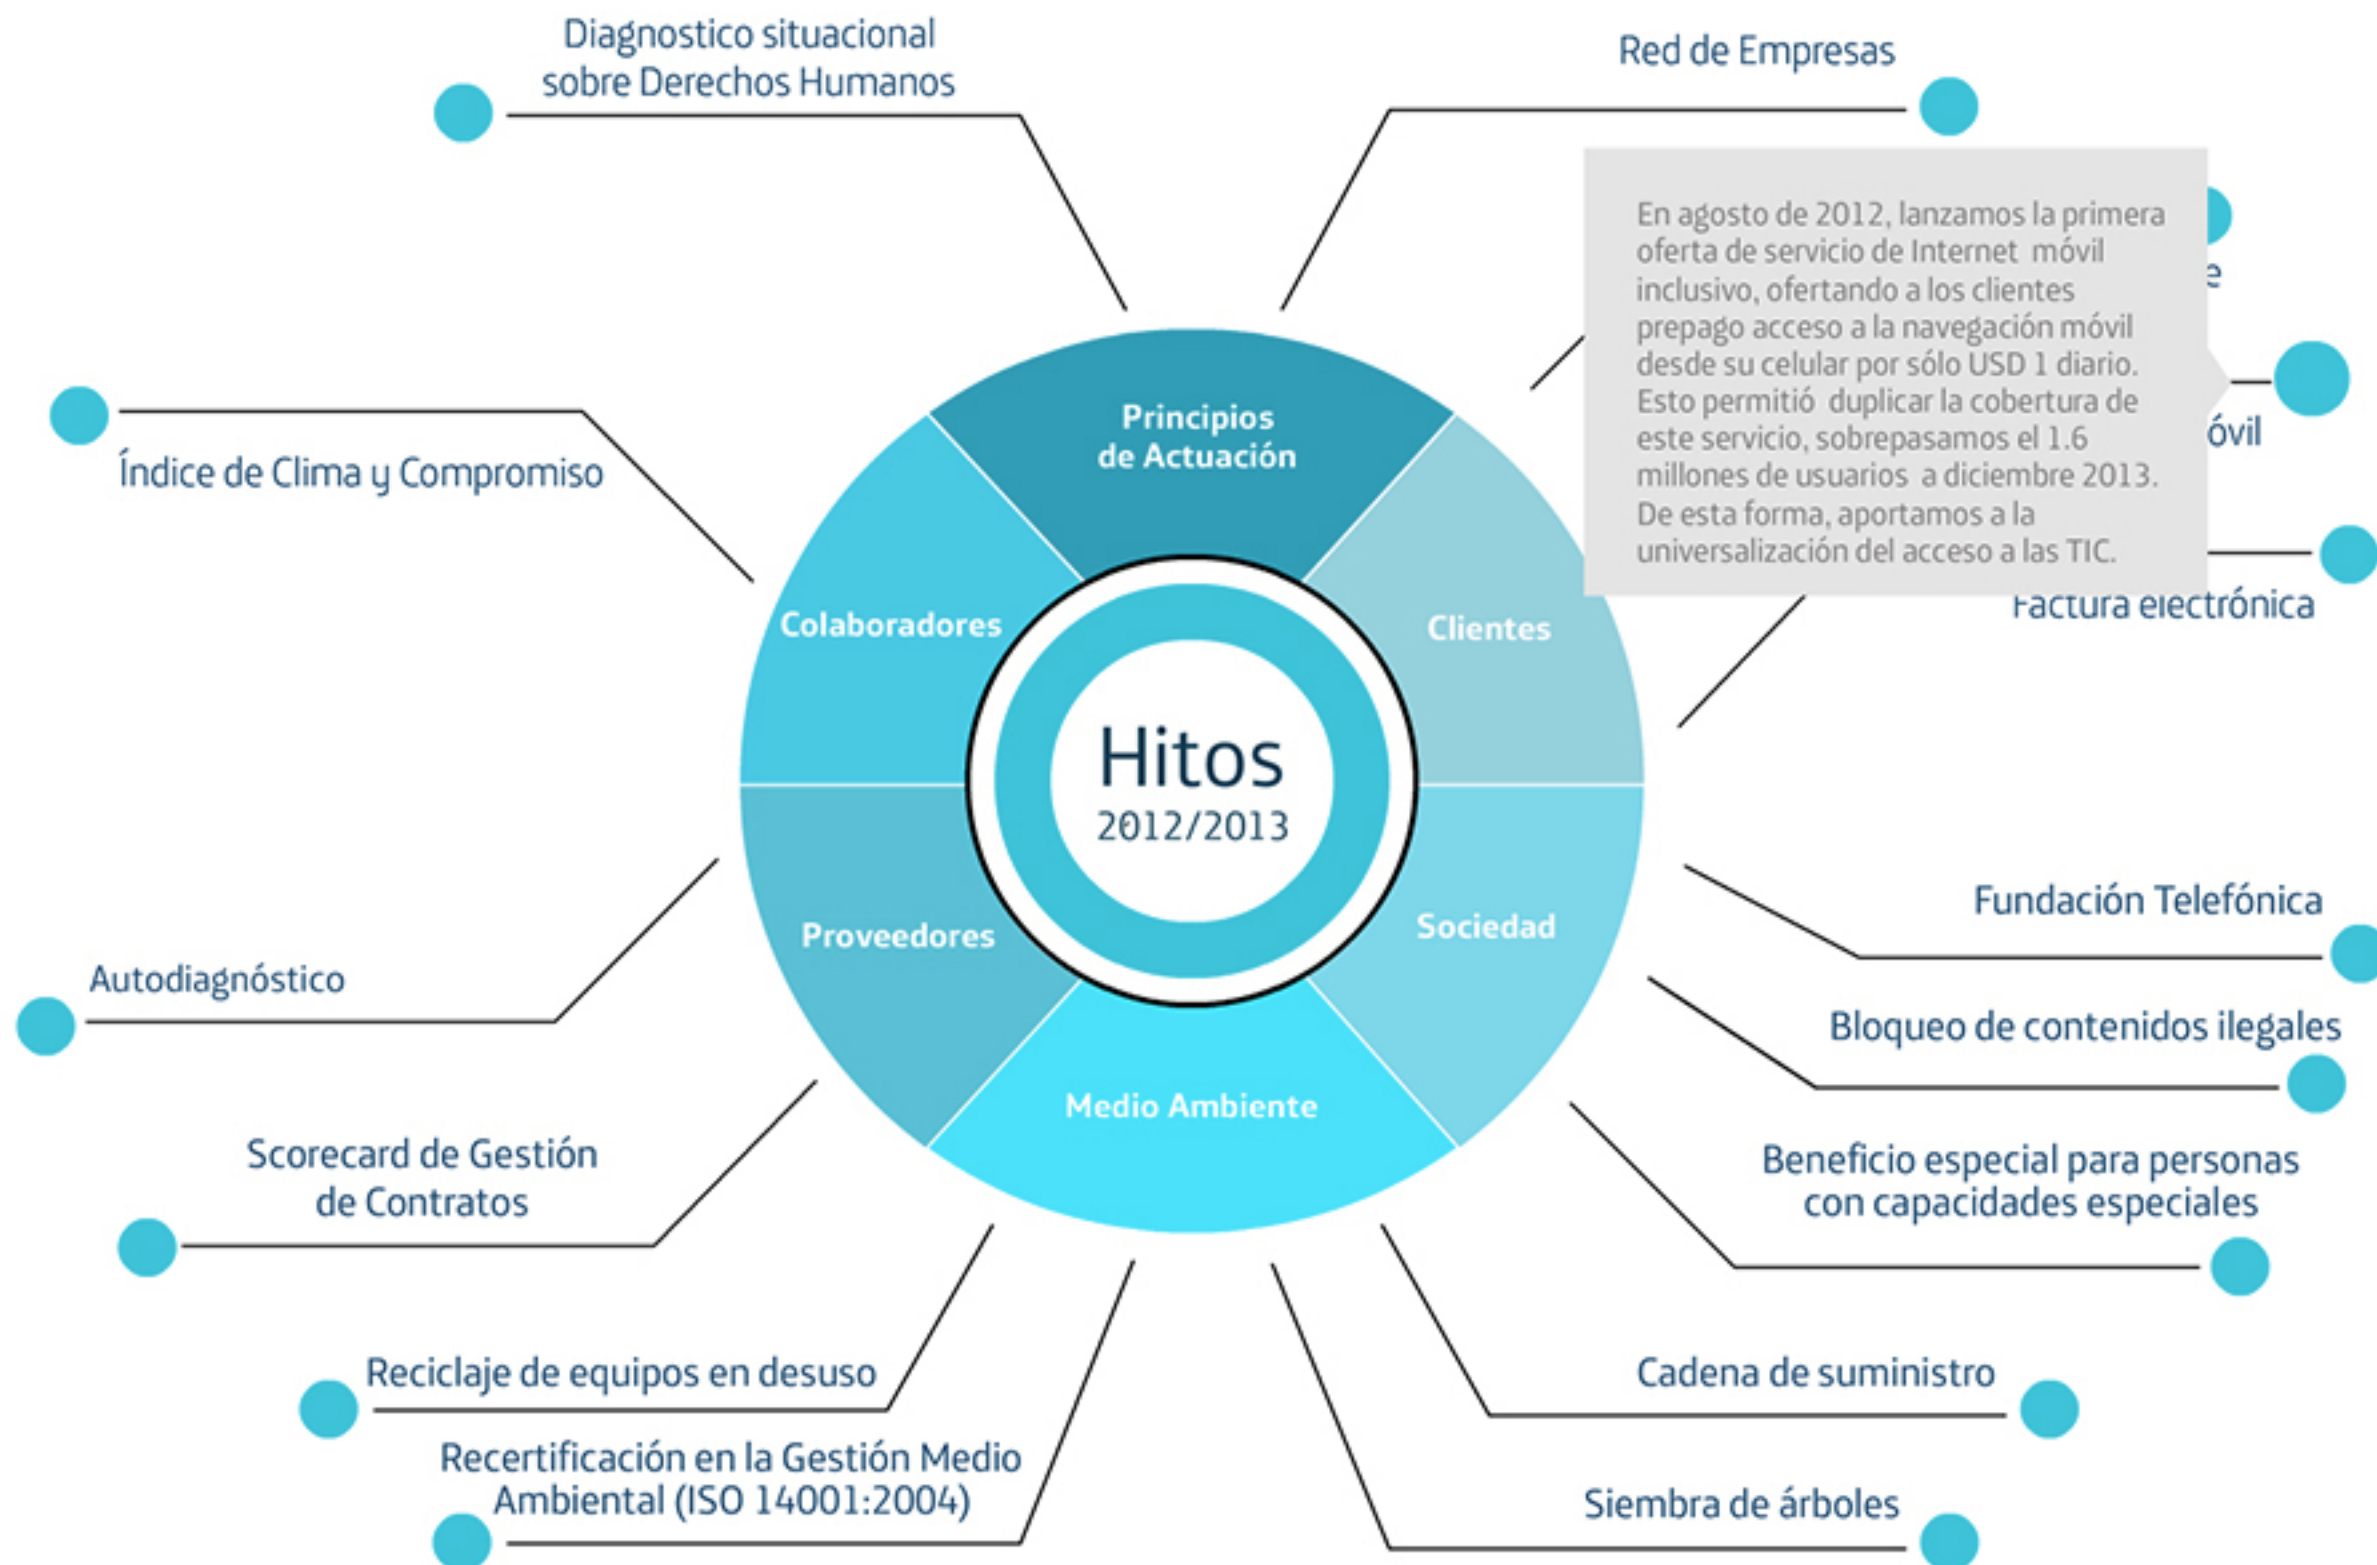 Diagnostico situacional
sobre Derechos Humanos
Red de Empresas
En agosto de 2012, lanzamos la primera
oferta de servicio de Internet móvil
inclusivo, ofertando a los clientes
prepago acceso a la navegación móvil
desde su celular por sólo USD 1 diario.
Esto permitió duplicar la cobertura de
este servicio, sobrepasamos el 1.6
millones de usuarios a diciembre 2013.
De esta forma, aportamos a la
universalización del acceso a las TIC.
e
óvil
Factura electrónica
Índice de Clima y Compromiso
Principios
de Actuación
Colaboradores
Clientes
Hitos
2012/2013
Proveedores
Sociedad
Medio Ambiente
Fundación Telefónica
Bloqueo de contenidos ilegales
Beneficio especial para personas
con capacidades especiales
Autodiagnóstico
Scorecard de Gestión
de Contratos
Reciclaje de equipos en desuso
Recertificación en la Gestión Medio
Ambiental (ISO 14001:2004)
Cadena de suministro
Siembra de árboles